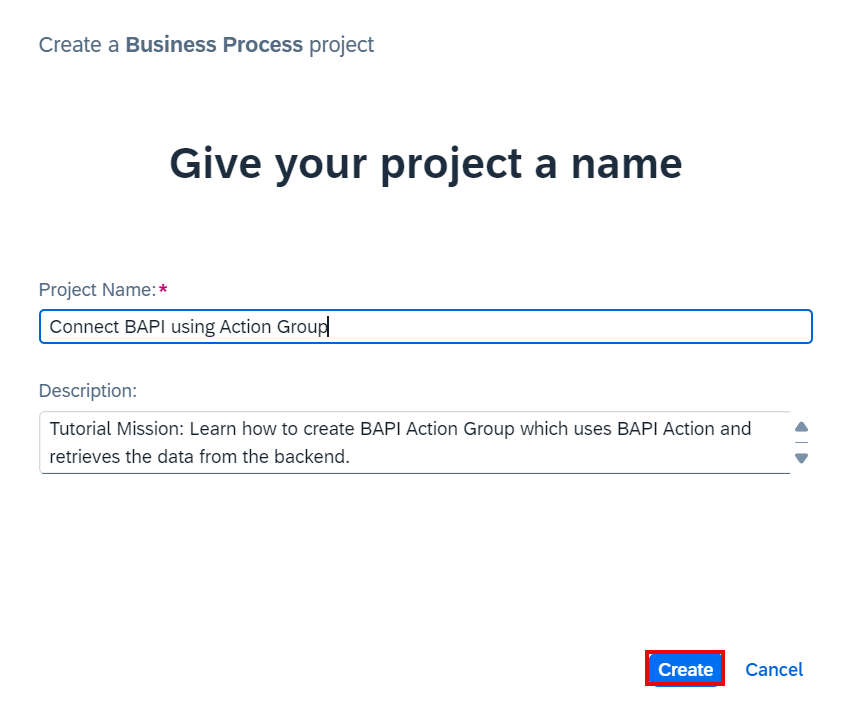 Create a Business Process project
Give your project a name
Project Name:*
Connect BAPI using Action Group
Description:
Tutorial Mission: Learn how to create BAPI Action Group which uses BAPI Action and
retrieves the data from the backend.
Create Cancel